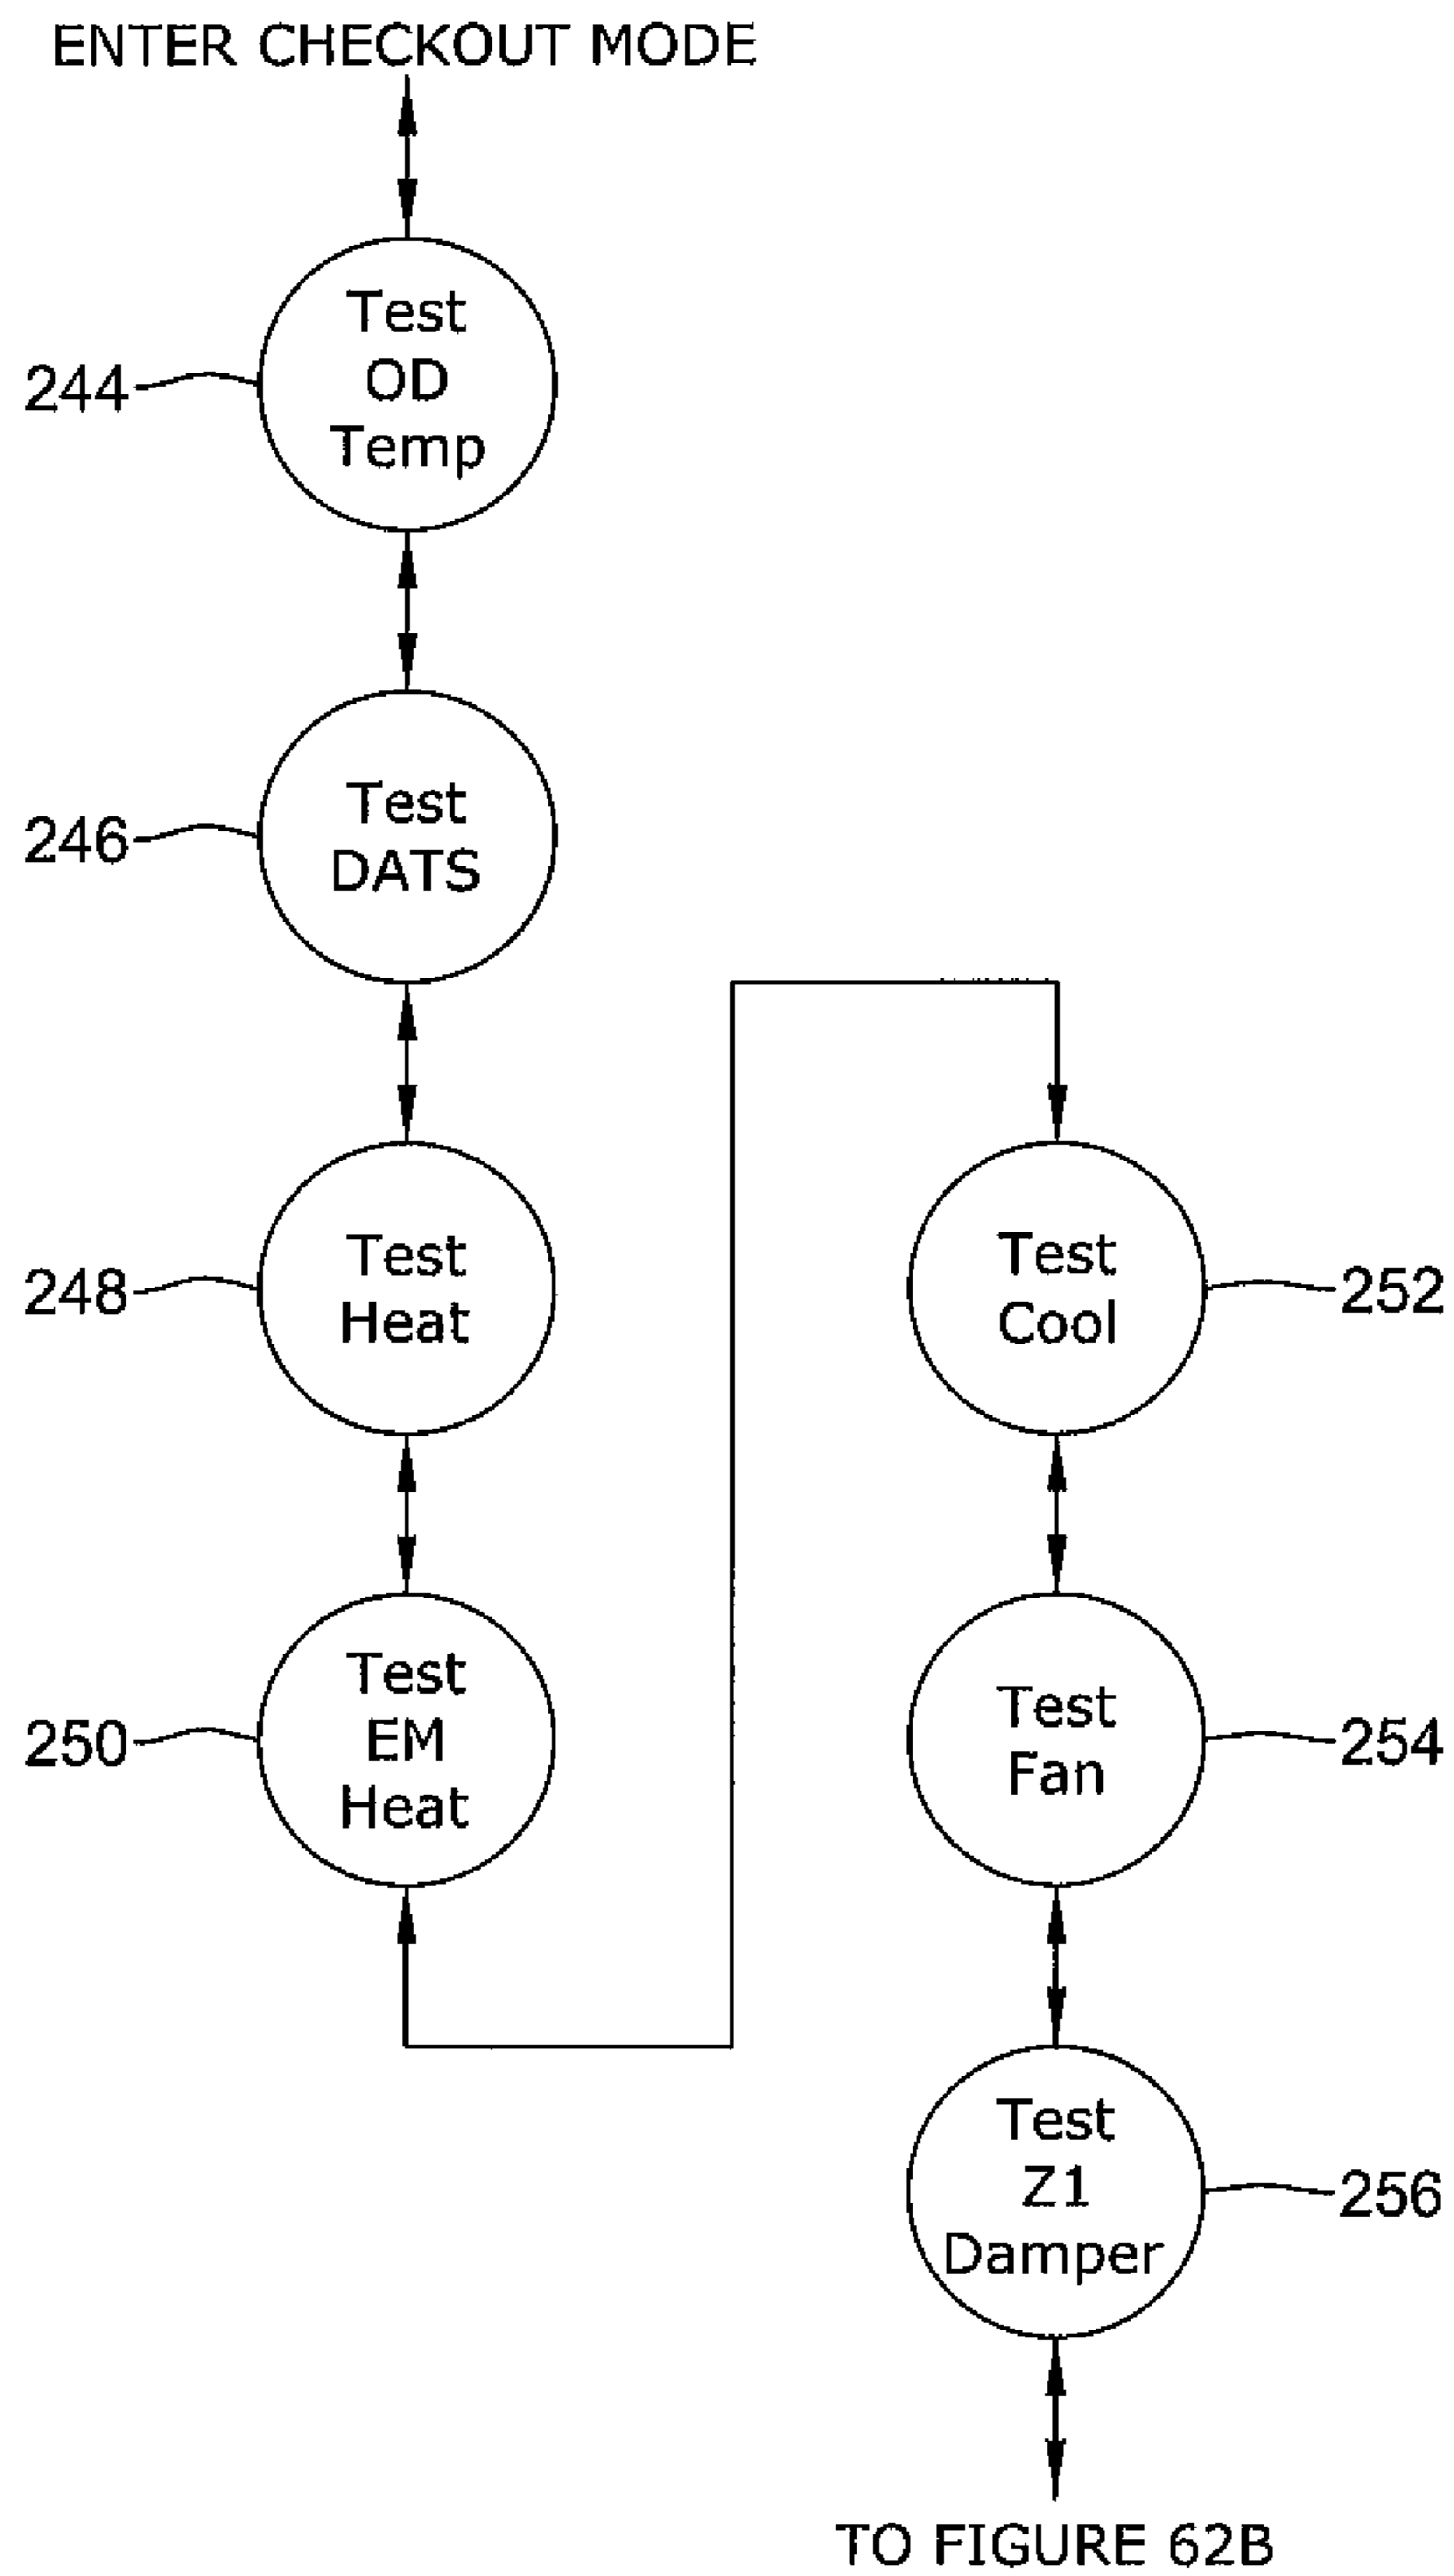 ENTER CHECKOUT MODE
244
Test
OD
Temp
246
Test
DATS
248
Test
Heat
250
Test
EM
Heat
Test
Cool
252
Test
Fan
254
Test
Z1
Damper
256
TO FIGURE 62B